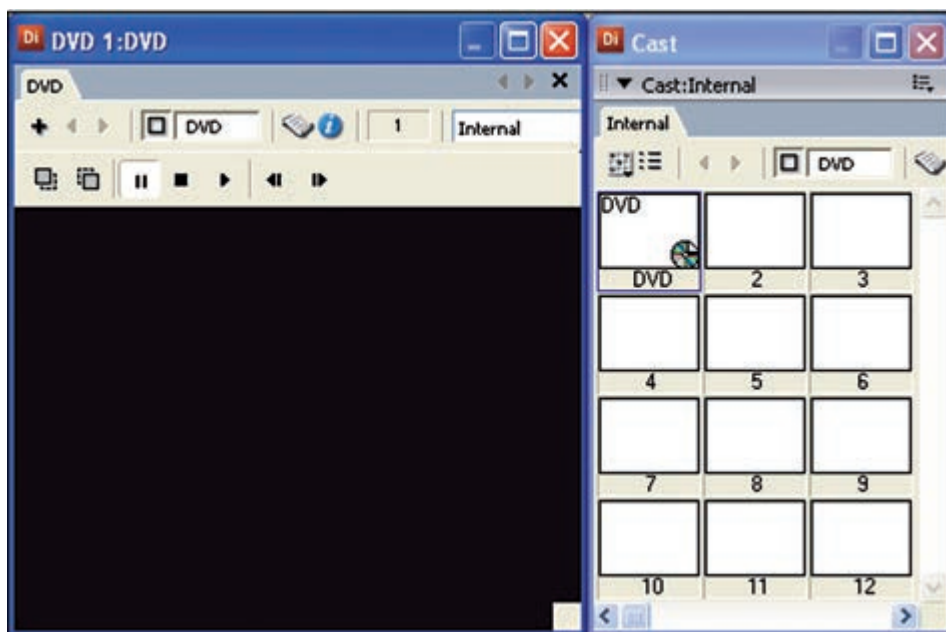 Di DVD 1:DVD
DVD
DVD
1
Internal
Di Cast
Cast:Internal
Internal
DVD
DVD
DVD 2 3
4 5 6
7 8 9
10 11 12